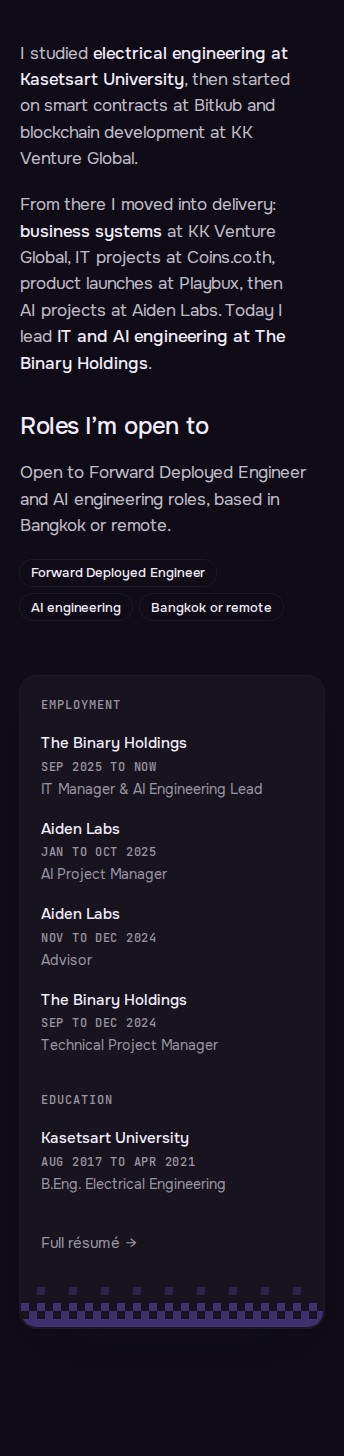 I studied electrical engineering at
Kasetsart University, then started
on smart contracts at Bitkub and
blockchain development at KK
Venture Global.
From there I moved into delivery:
business systems at KK Venture
Global, IT projects at Coins.co.th,
product launches at Playbux, then
AI projects at Aiden Labs. Today I
lead IT and AI engineering at The
Binary Holdings.
Roles I’m open to
Open to Forward Deployed Engineer
and AI engineering roles, based in
Bangkok or remote.
Forward Deployed Engineer
AI engineering
Bangkok or remote
EMPLOYMENT
The Binary Holdings
SEP 2025 TO NOW
IT Manager & AI Engineering Lead
Aiden Labs
JAN TO OCT 2025
AI Project Manager
Aiden Labs
NOV TO DEC 2024
Advisor
The Binary Holdings
SEP TO DEC 2024
Technical Project Manager
EDUCATION
Kasetsart University
AUG 2017 TO APR 2021
B.Eng. Electrical Engineering
Full résumé →